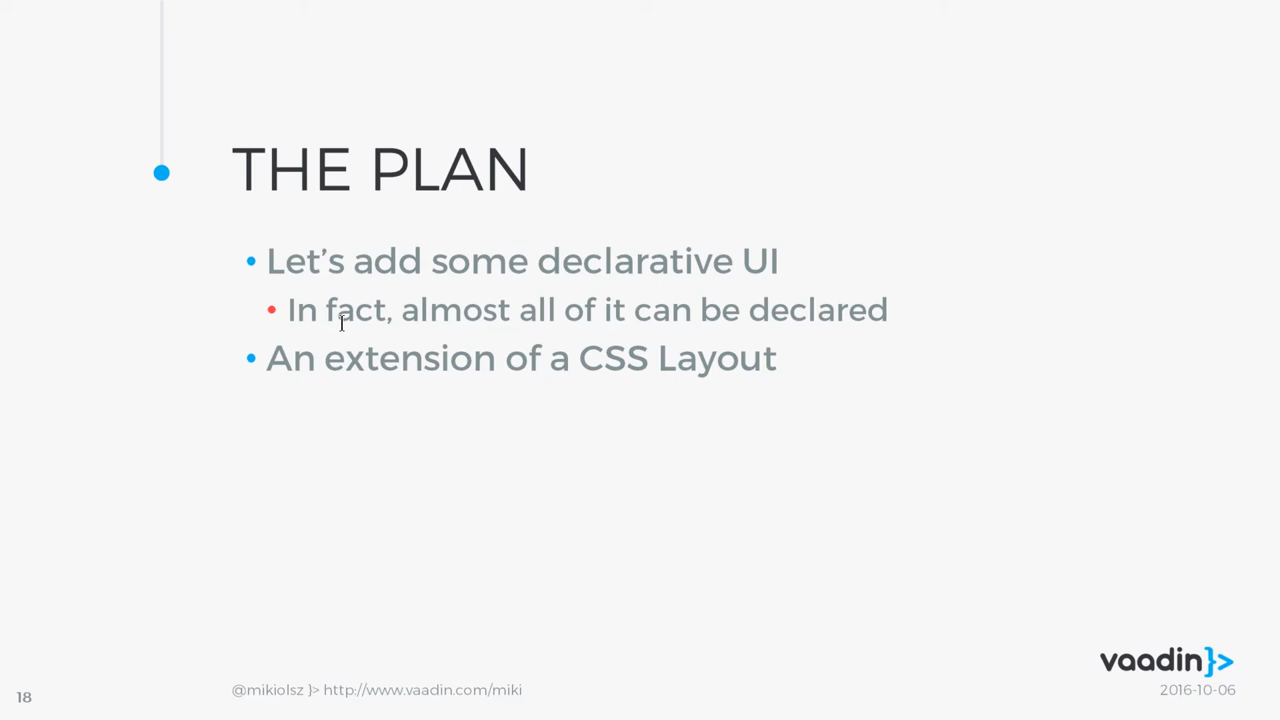 THE PLAN
• Let's add some declarative UI
• In fact, almost all of it can be declared
• An extension of a CSS Layout
vaadin}>
18
@mikiolsz }> http://www.vaadin.com/miki
2016-10-06